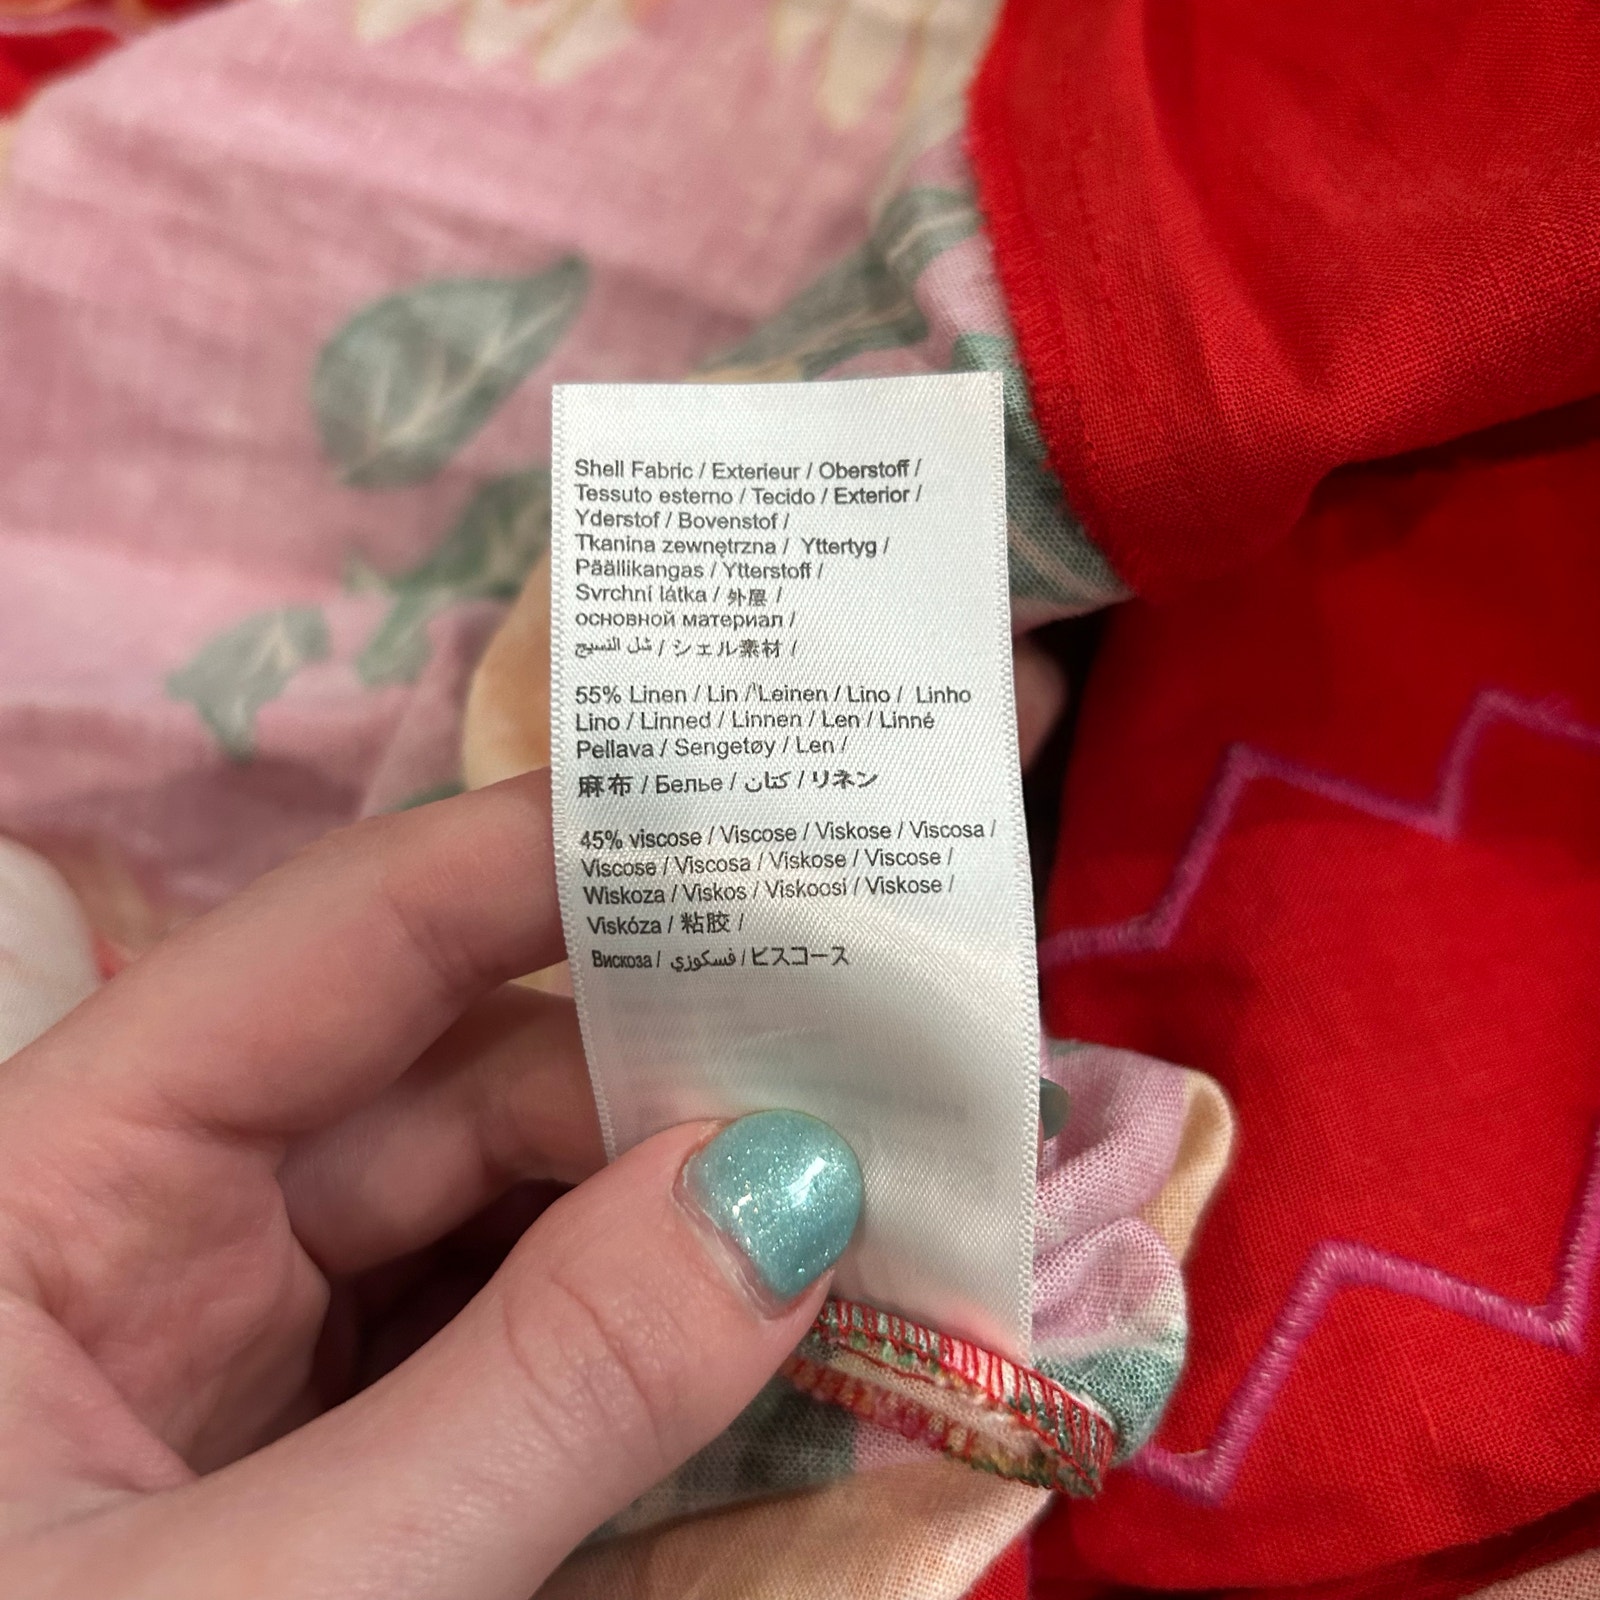 Shell Fabric / Exterieur / Oberstoff /
Tessuto esterno / Tecido / Exterior /
Yderstof / Bovenstof /
Tkanina zewnętrzna / Yttertyg /
Päällikangas / Ytterstoff /
Svrchní látka / 外层 /
основной материал /
شل النسيج / シェル素材 /
55% Linen / Lin / Leinen / Lino / Linho
Lino / Linned / Linnen / Len / Linné
Pellava / Sengetøy / Len /
麻布 / Белье / كتان / リネン
45% viscose / Viscose / Viskose / Viscosa /
Viscose / Viscosa / Viskose / Viscose /
Wiskoza / Viskos / Viskoosi / Viskose /
Viskóza / 粘胶 /
Вискоза / فسكوزي / ビスコース